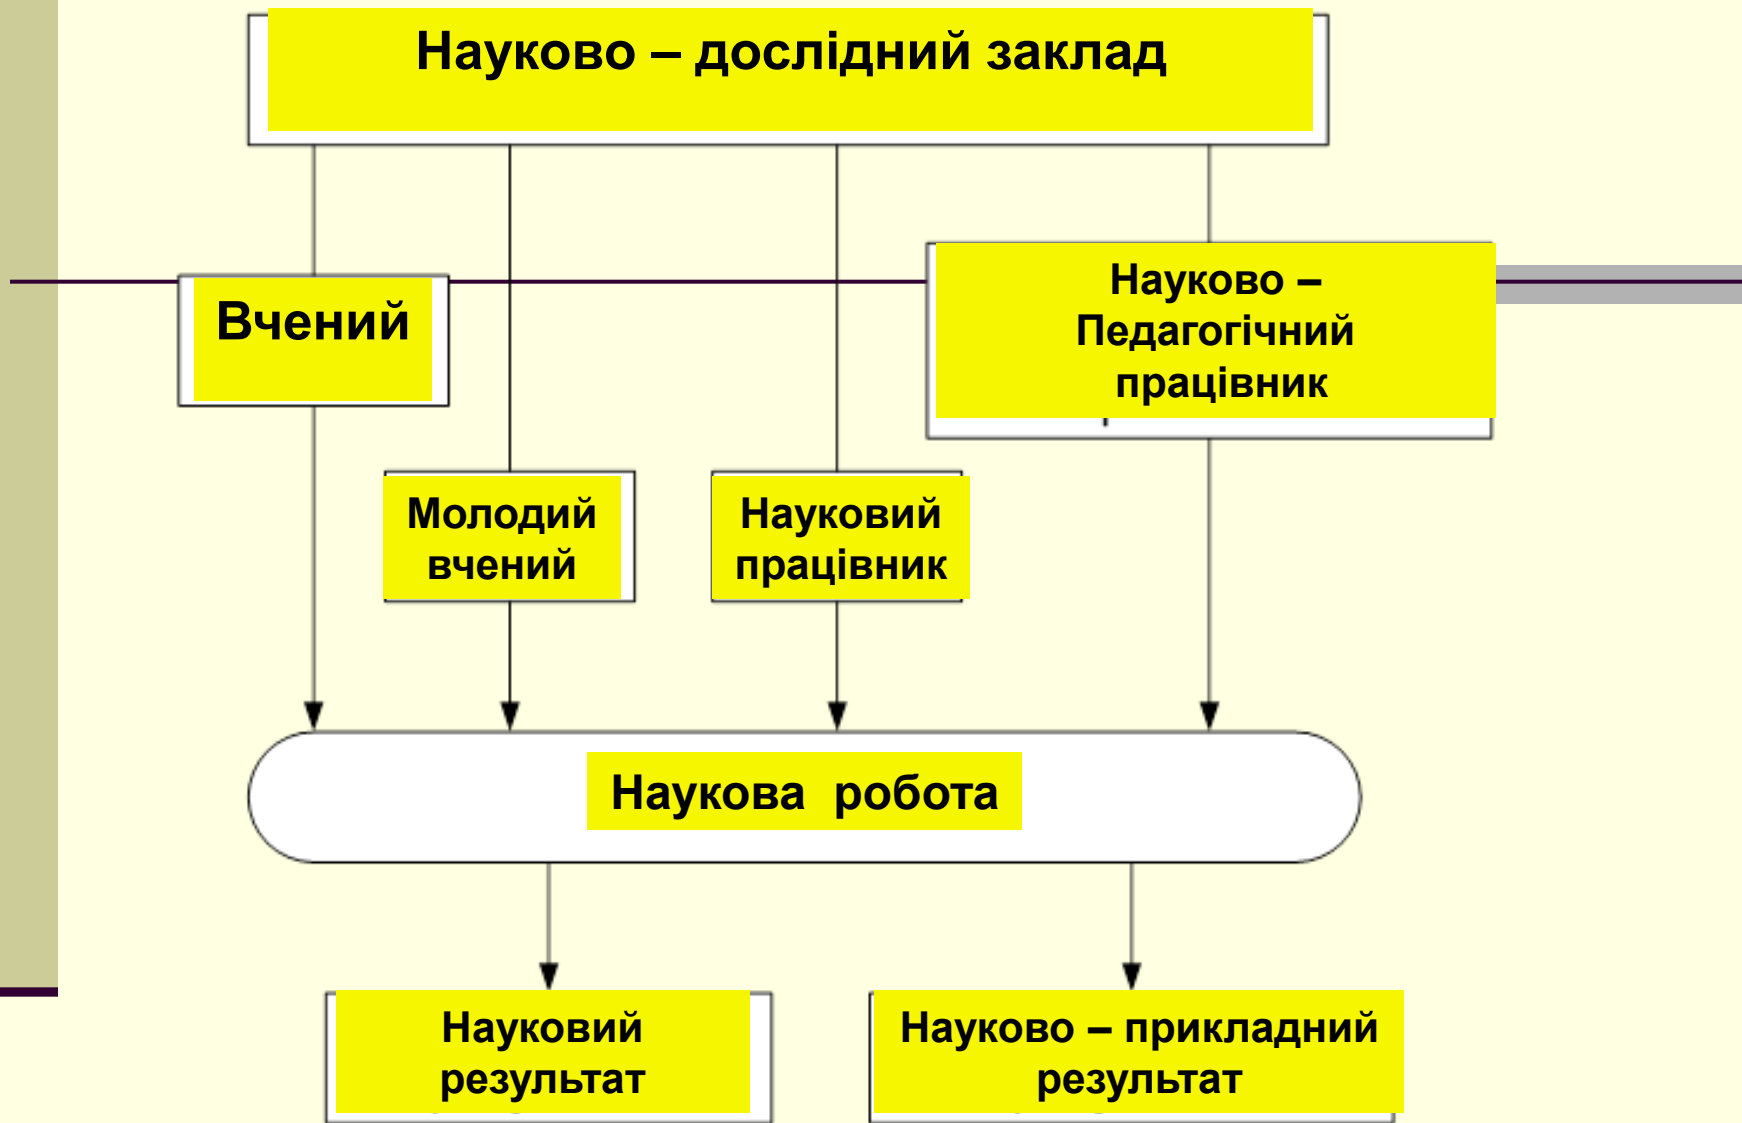 Науково – дослідний заклад
Вчений
Науково –
Педагогічний
працівник
Молодий
вчений
Науковий
працівник
Наукова  робота
Науковий
результат
Науково – прикладний
результат